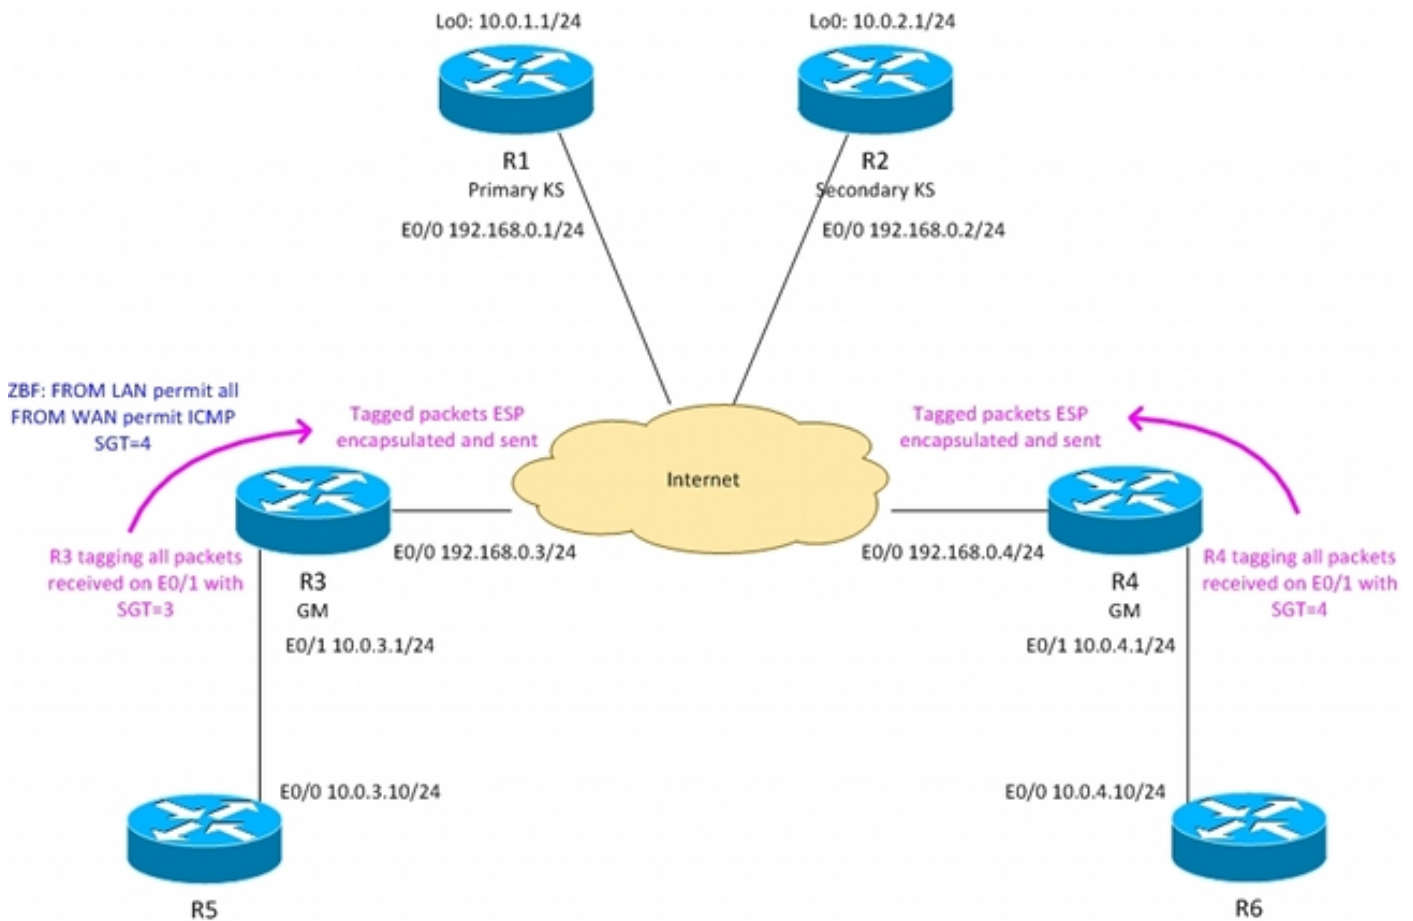 Lo0: 10.0.1.1/24
Lo0: 10.0.2.1/24
R1
Primary KS
E0/0 192.168.0.1/24
R2
Secondary KS
E0/0 192.168.0.2/24
ZBF: FROM LAN permit all
FROM WAN permit ICMP
SGT=4
Tagged packets ESP
encapsulated and sent
Tagged packets ESP
encapsulated and sent
Internet
R3 tagging all packets
received on E0/1 with
SGT=3
E0/0 192.168.0.3/24
R3
GM
E0/1 10.0.3.1/24
E0/0 192.168.0.4/24
R4
GM
E0/1 10.0.4.1/24
R4 tagging all packets
received on E0/1 with
SGT=4
E0/0 10.0.3.10/24
R5
E0/0 10.0.4.10/24
R6